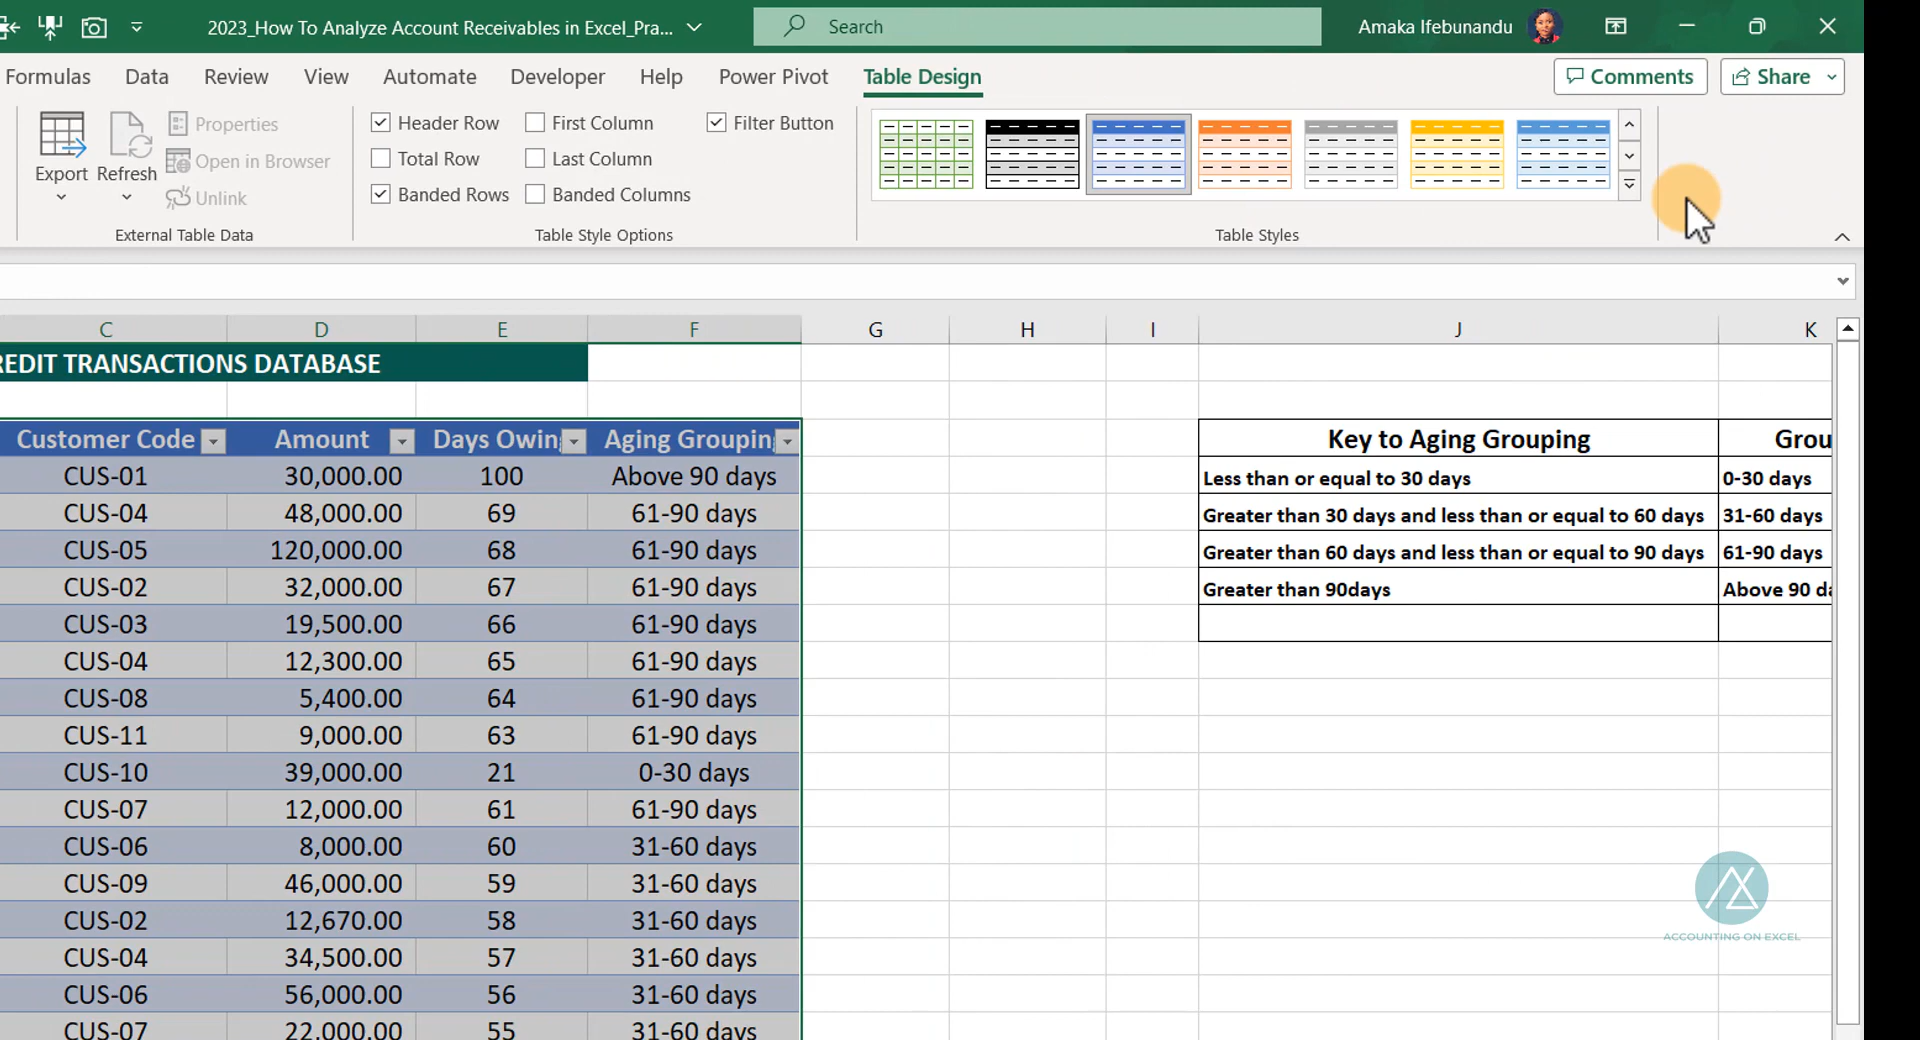 2023_How To Analyze Account Receivables in Excel_Pra...
Search
Amaka Ifebunandu
Formulas Data Review View Automate Developer Help Power Pivot Table Design
Comments Share
Export
Refresh
Properties
Open in Browser
Unlink
External Table Data
Header Row First Column Filter Button
Total Row Last Column
Banded Rows Banded Columns
Table Style Options
Table Styles
C D E F G H I J K
REDIT TRANSACTIONS DATABASE
Customer Code Amount Days Owin Aging Groupin
CUS-01 30,000.00 100 Above 90 days
CUS-04 48,000.00 69 61-90 days
CUS-05 120,000.00 68 61-90 days
CUS-02 32,000.00 67 61-90 days
CUS-03 19,500.00 66 61-90 days
CUS-04 12,300.00 65 61-90 days
CUS-08 5,400.00 64 61-90 days
CUS-11 9,000.00 63 61-90 days
CUS-10 39,000.00 21 0-30 days
CUS-07 12,000.00 61 61-90 days
CUS-06 8,000.00 60 31-60 days
CUS-09 46,000.00 59 31-60 days
CUS-02 12,670.00 58 31-60 days
CUS-04 34,500.00 57 31-60 days
CUS-06 56,000.00 56 31-60 days
CUS-07 22,000.00 55 31-60 days
Key to Aging Grouping Grou
Less than or equal to 30 days 0-30 days
Greater than 30 days and less than or equal to 60 days 31-60 days
Greater than 60 days and less than or equal to 90 days 61-90 days
Greater than 90days Above 90 da
ACCOUNTING ON EXCEL